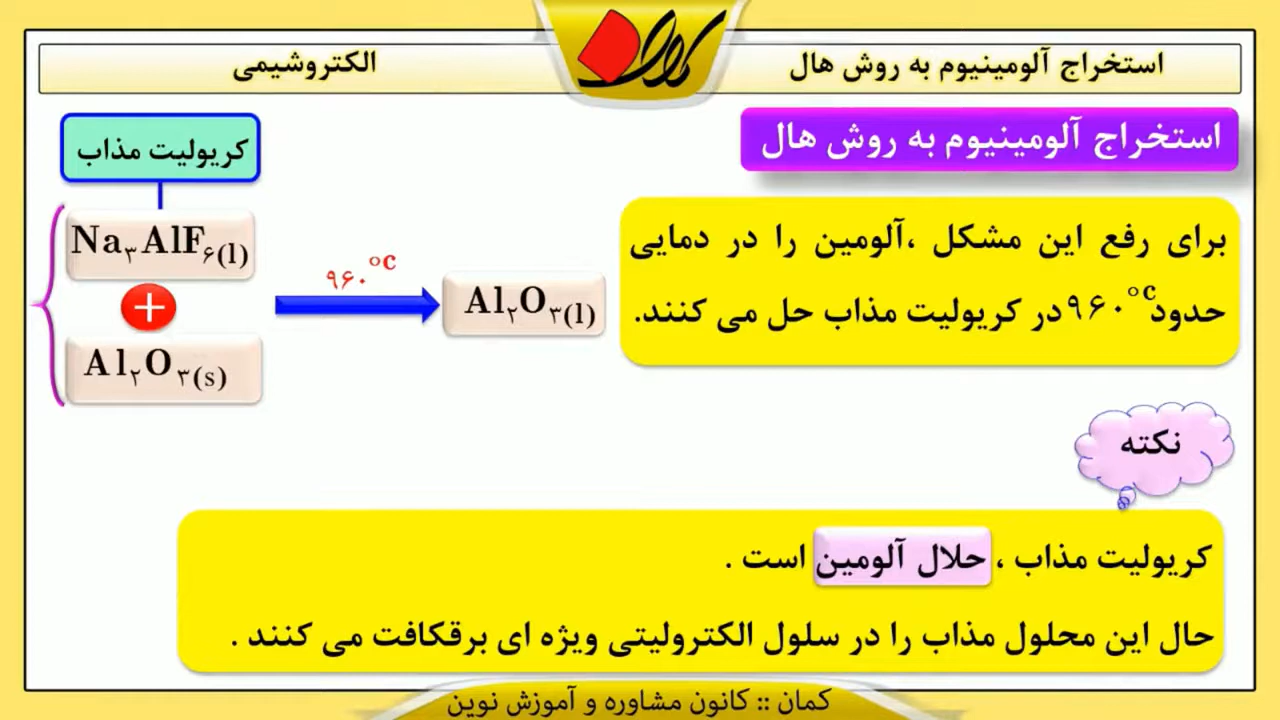 استخراج آلومینیوم به روش هال
کمان
الکتروشیمی
استخراج آلومینیوم به روش هال
برای رفع این مشکل ،آلومین را در دمایی
حدود۹۶۰°c در کریولیت مذاب حل می کنند.
کریولیت مذاب
Na۳AlF۶(l)
+
Al۲O۳(s)
۹۶۰°c
Al۲O۳(l)
نکته
کریولیت مذاب ، حلال آلومین است .
حال این محلول مذاب را در سلول الکترولیتی ویژه ای برقکافت می کنند .
کمان :: کانون مشاوره و آموزش نوین